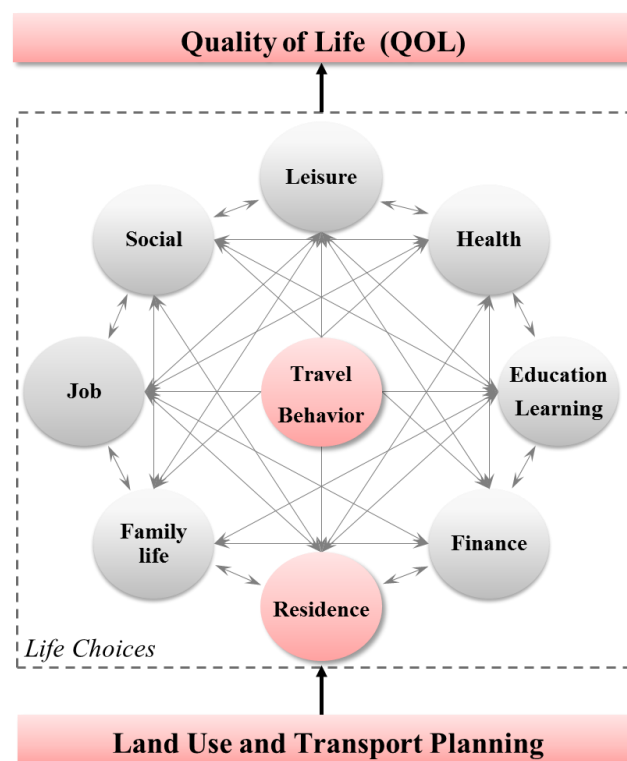 Quality of Life (QOL)
Leisure
Social
Health
Job
Travel
Behavior
Education
Learning
Family
life
Finance
Residence
Life Choices
Land Use and Transport Planning